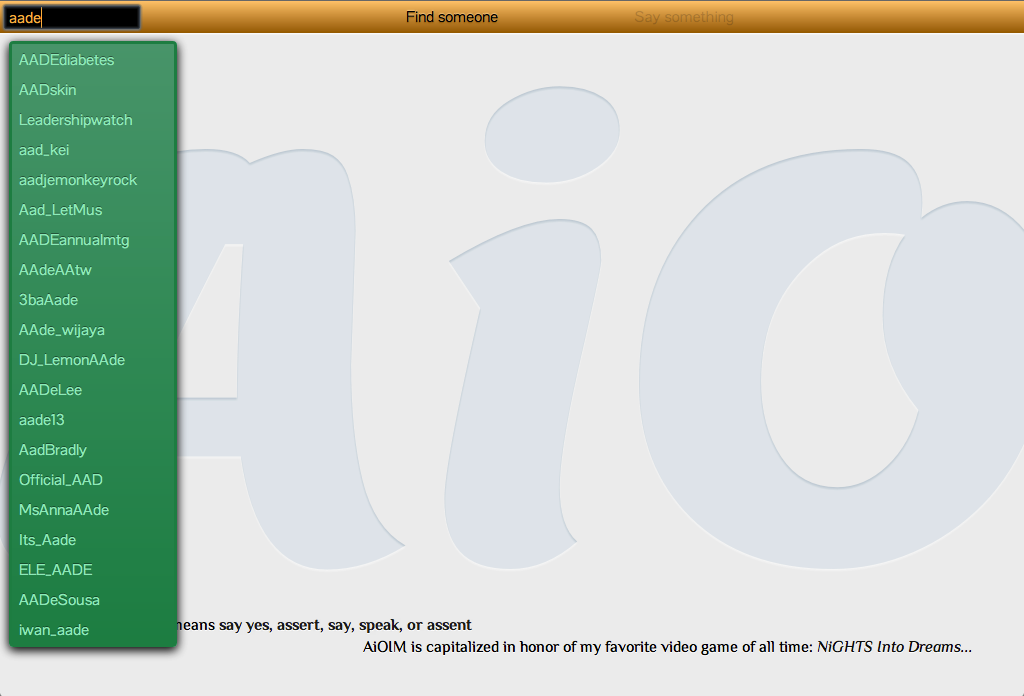 aade
Find someone
Say something
AADEdiabetes
AADskin
Leadershipwatch
aad_kei
aadjemonkeyrock
Aad_LetMus
AADEannualmtg
AAdeAAtw
3baAade
AAde_wijaya
DJ_LemonAAde
AADeLee
aade13
AadBradly
Official_AAD
MsAnnaAAde
Its_Aade
ELE_AADE
AADeSousa
iwan_aade
AiO
means say yes, assert, say, speak, or assent
AiOlM is capitalized in honor of my favorite video game of all time: NiGHTS Into Dreams...